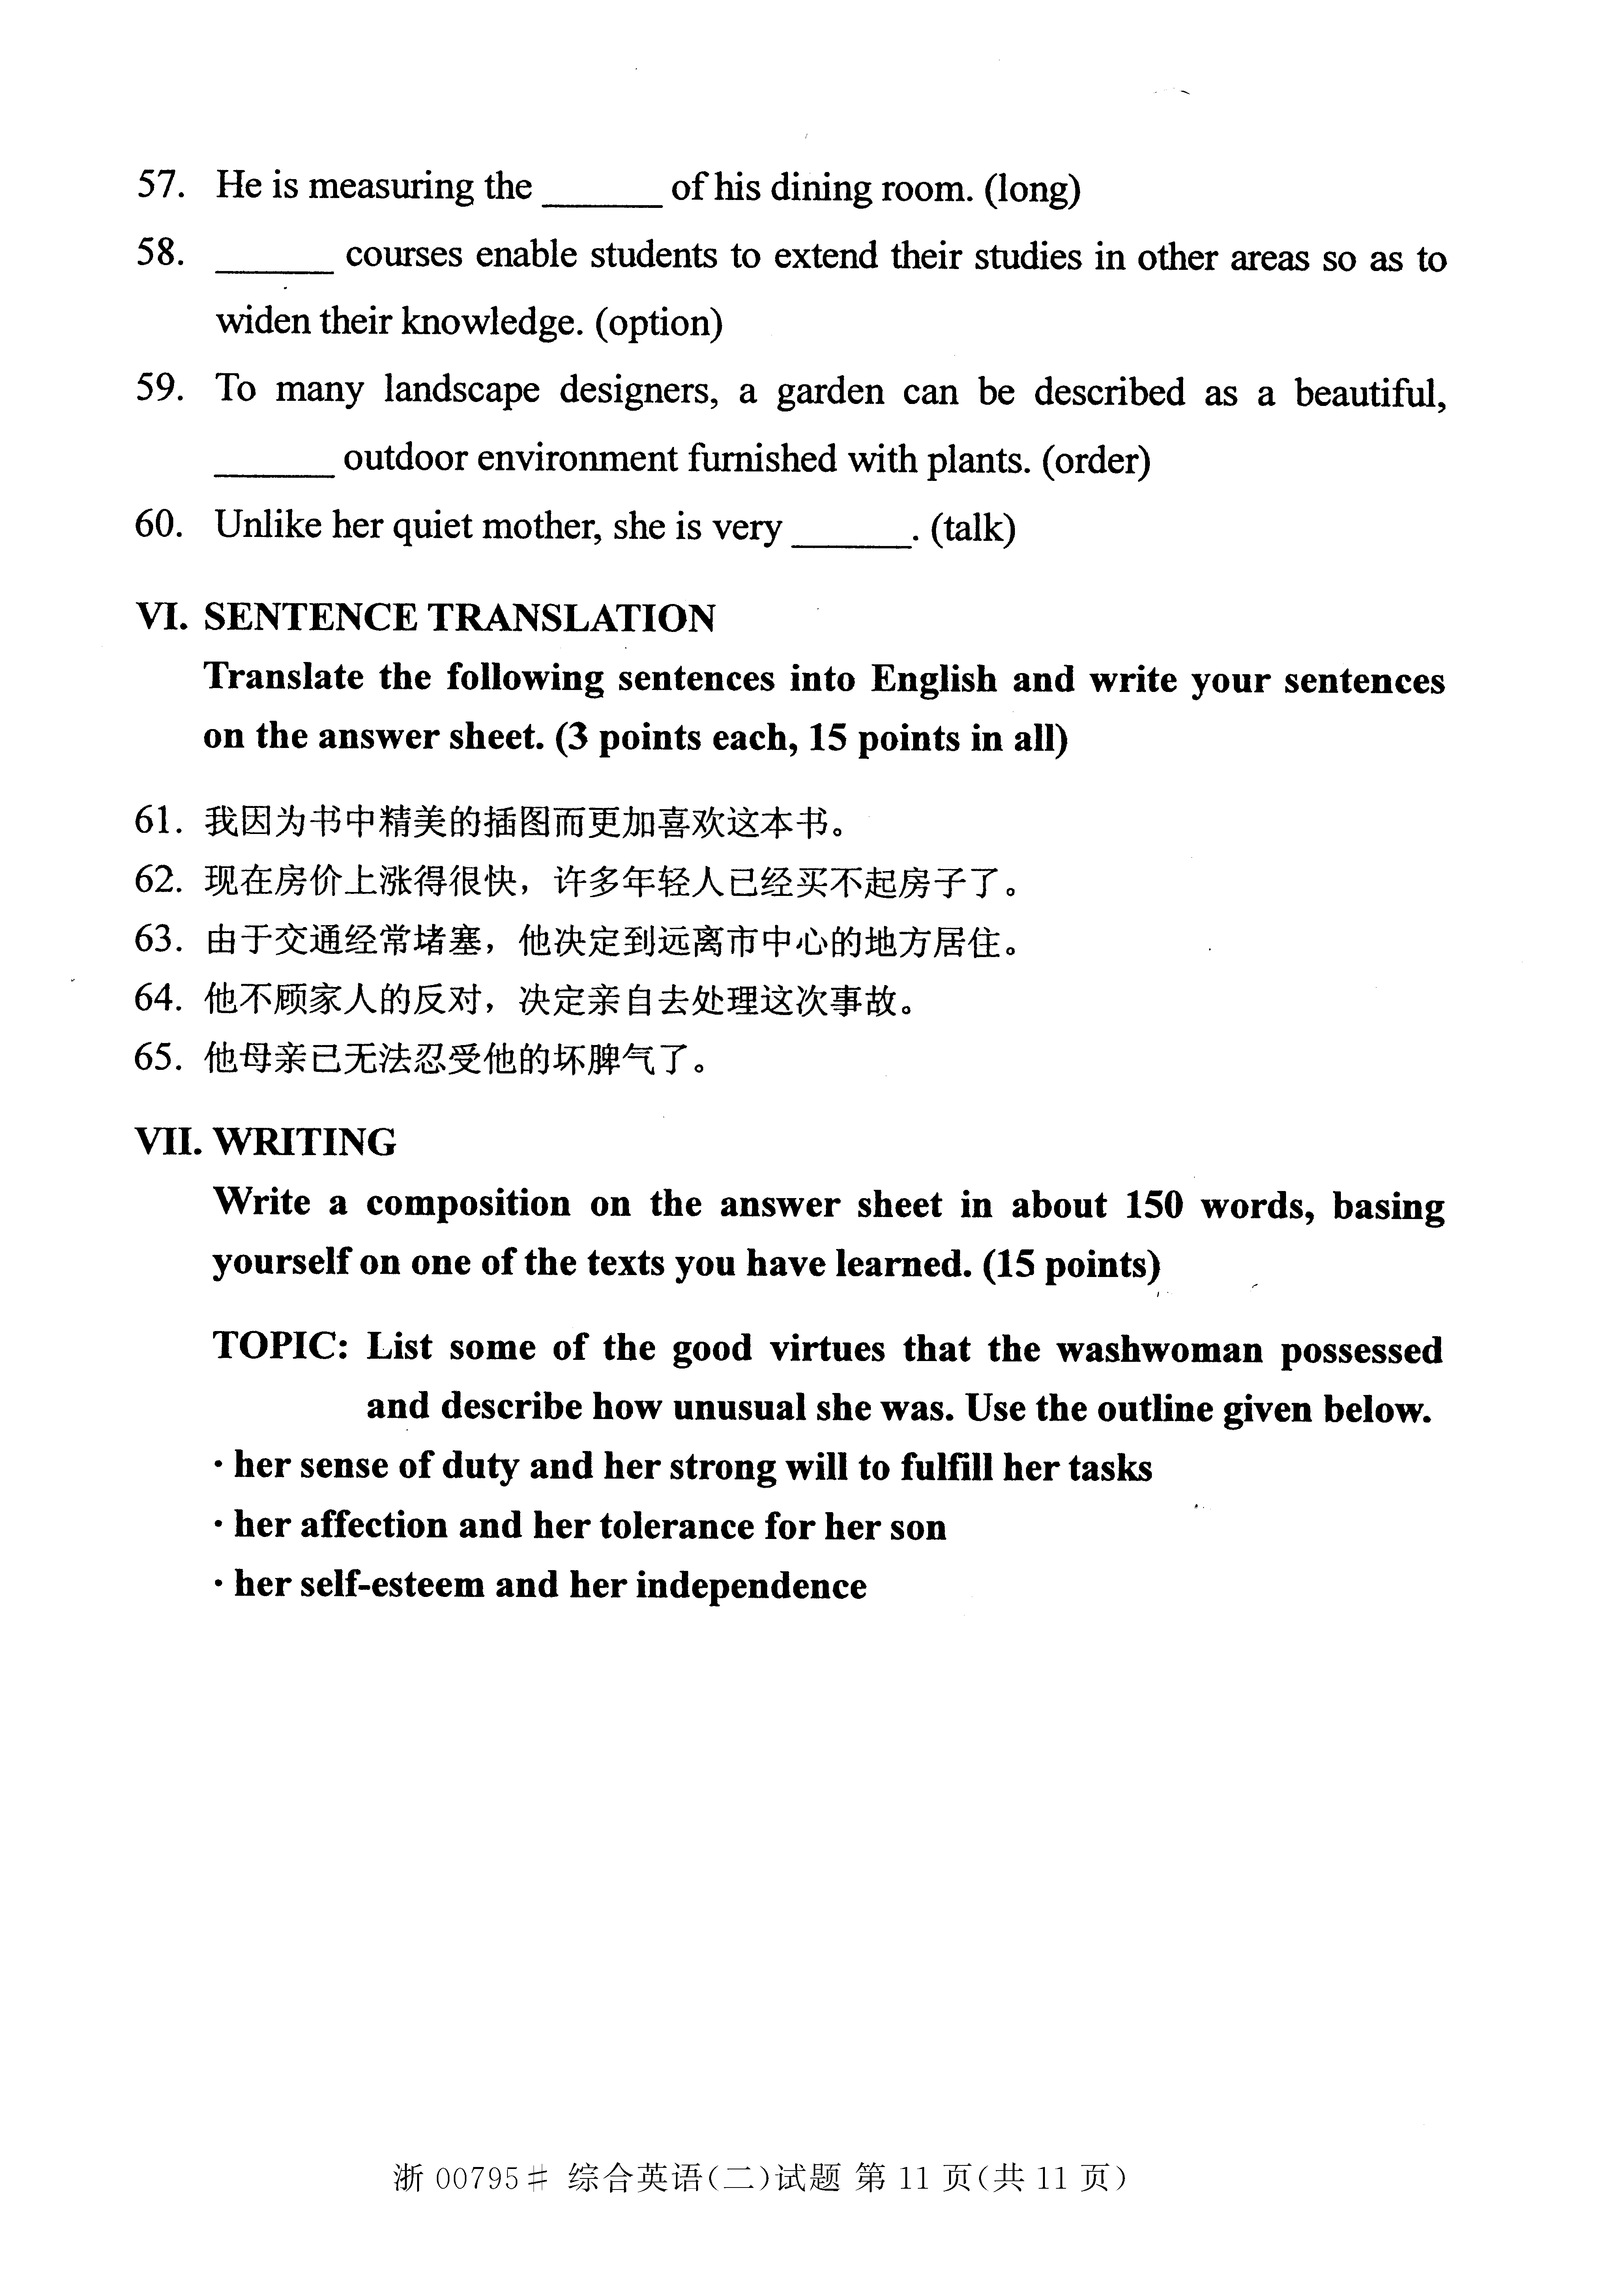 57. He is measuring the ______ of his dining room. (long)
58. ______ courses enable students to extend their studies in other areas so as to
widen their knowledge. (option)
59. To many landscape designers, a garden can be described as a beautiful,
______ outdoor environment furnished with plants. (order)
60. Unlike her quiet mother, she is very ______. (talk)
VI. SENTENCE TRANSLATION
Translate the following sentences into English and write your sentences
on the answer sheet. (3 points each, 15 points in all)
61. 我因为书中精美的插图而更加喜欢这本书。
62. 现在房价上涨得很快，许多年轻人已经买不起房子了。
63. 由于交通经常堵塞，他决定到远离市中心的地方居住。
64. 他不顾家人的反对，决定亲自去处理这次事故。
65. 他母亲已无法忍受他的坏脾气了。
VII. WRITING
Write a composition on the answer sheet in about 150 words, basing
yourself on one of the texts you have learned. (15 points)
TOPIC: List some of the good virtues that the washwoman possessed
and describe how unusual she was. Use the outline given below.
· her sense of duty and her strong will to fulfill her tasks
· her affection and her tolerance for her son
· her self-esteem and her independence
浙 00795# 综合英语(二)试题 第 11 页(共 11 页)